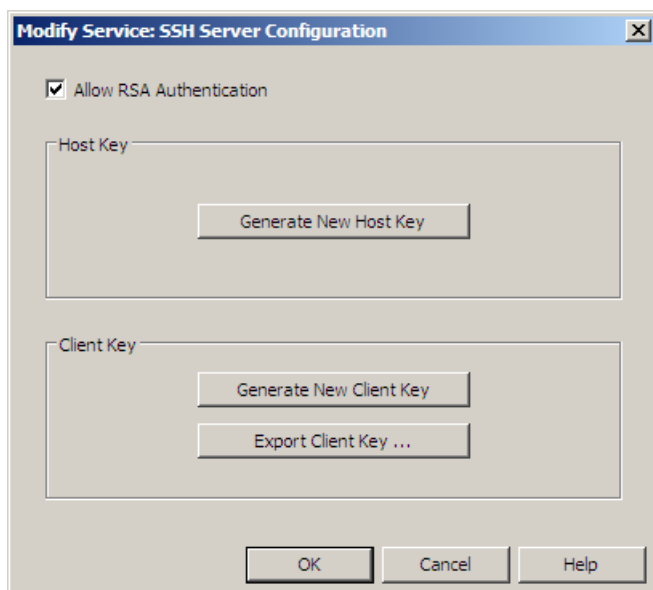 Modify Service: SSH Server Configuration
Allow RSA Authentication
Host Key
Generate New Host Key
Client Key
Generate New Client Key
Export Client Key ...
OK Cancel Help